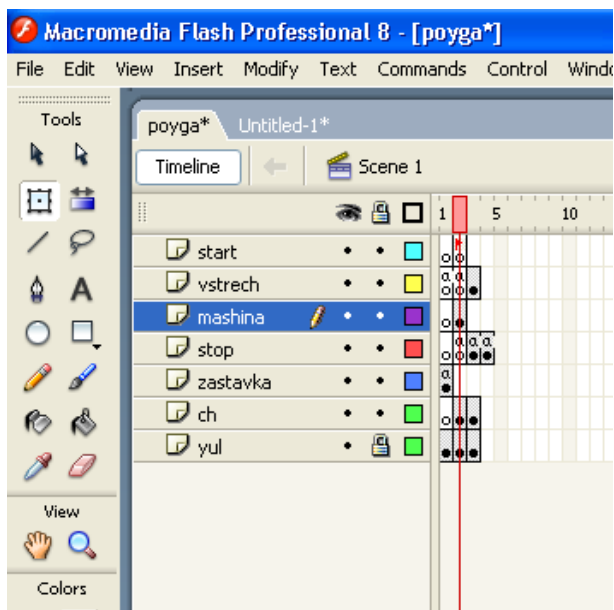 Macromedia Flash Professional 8 - [poyga*]
File Edit View Insert Modify Text Commands Control Windo
Tools
poyga* Untitled-1*
Timeline Scene 1
1 5 10
start
vstrech
a a
mashina
stop
a a a
zastavka
a
ch
yul
A
View
Colors